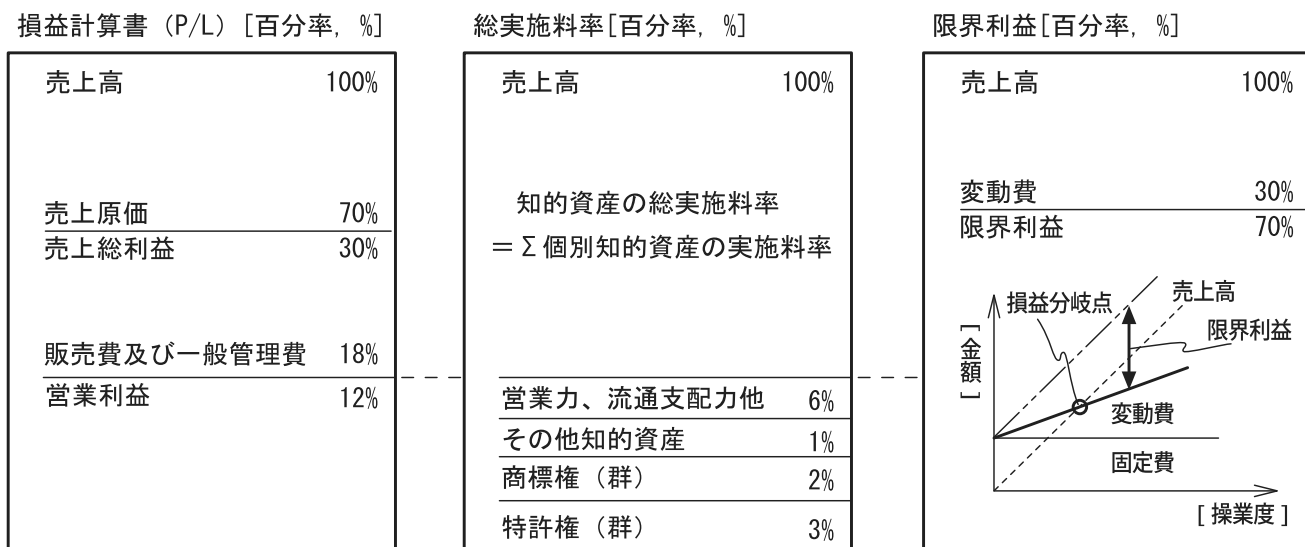 損益計算書（P/L）[百分率, %]
売上高 100%
売上原価 70%
売上総利益 30%
販売費及び一般管理費 18%
営業利益 12%
総実施料率[百分率, %]
売上高 100%
知的資産の総実施料率
＝Σ個別知的資産の実施料率
営業力、流通支配力他 6%
その他知的資産 1%
商標権（群） 2%
特許権（群） 3%
限界利益[百分率, %]
売上高 100%
変動費 30%
限界利益 70%
損益分岐点
売上高
限界利益
[金額]
変動費
固定費
[操業度]